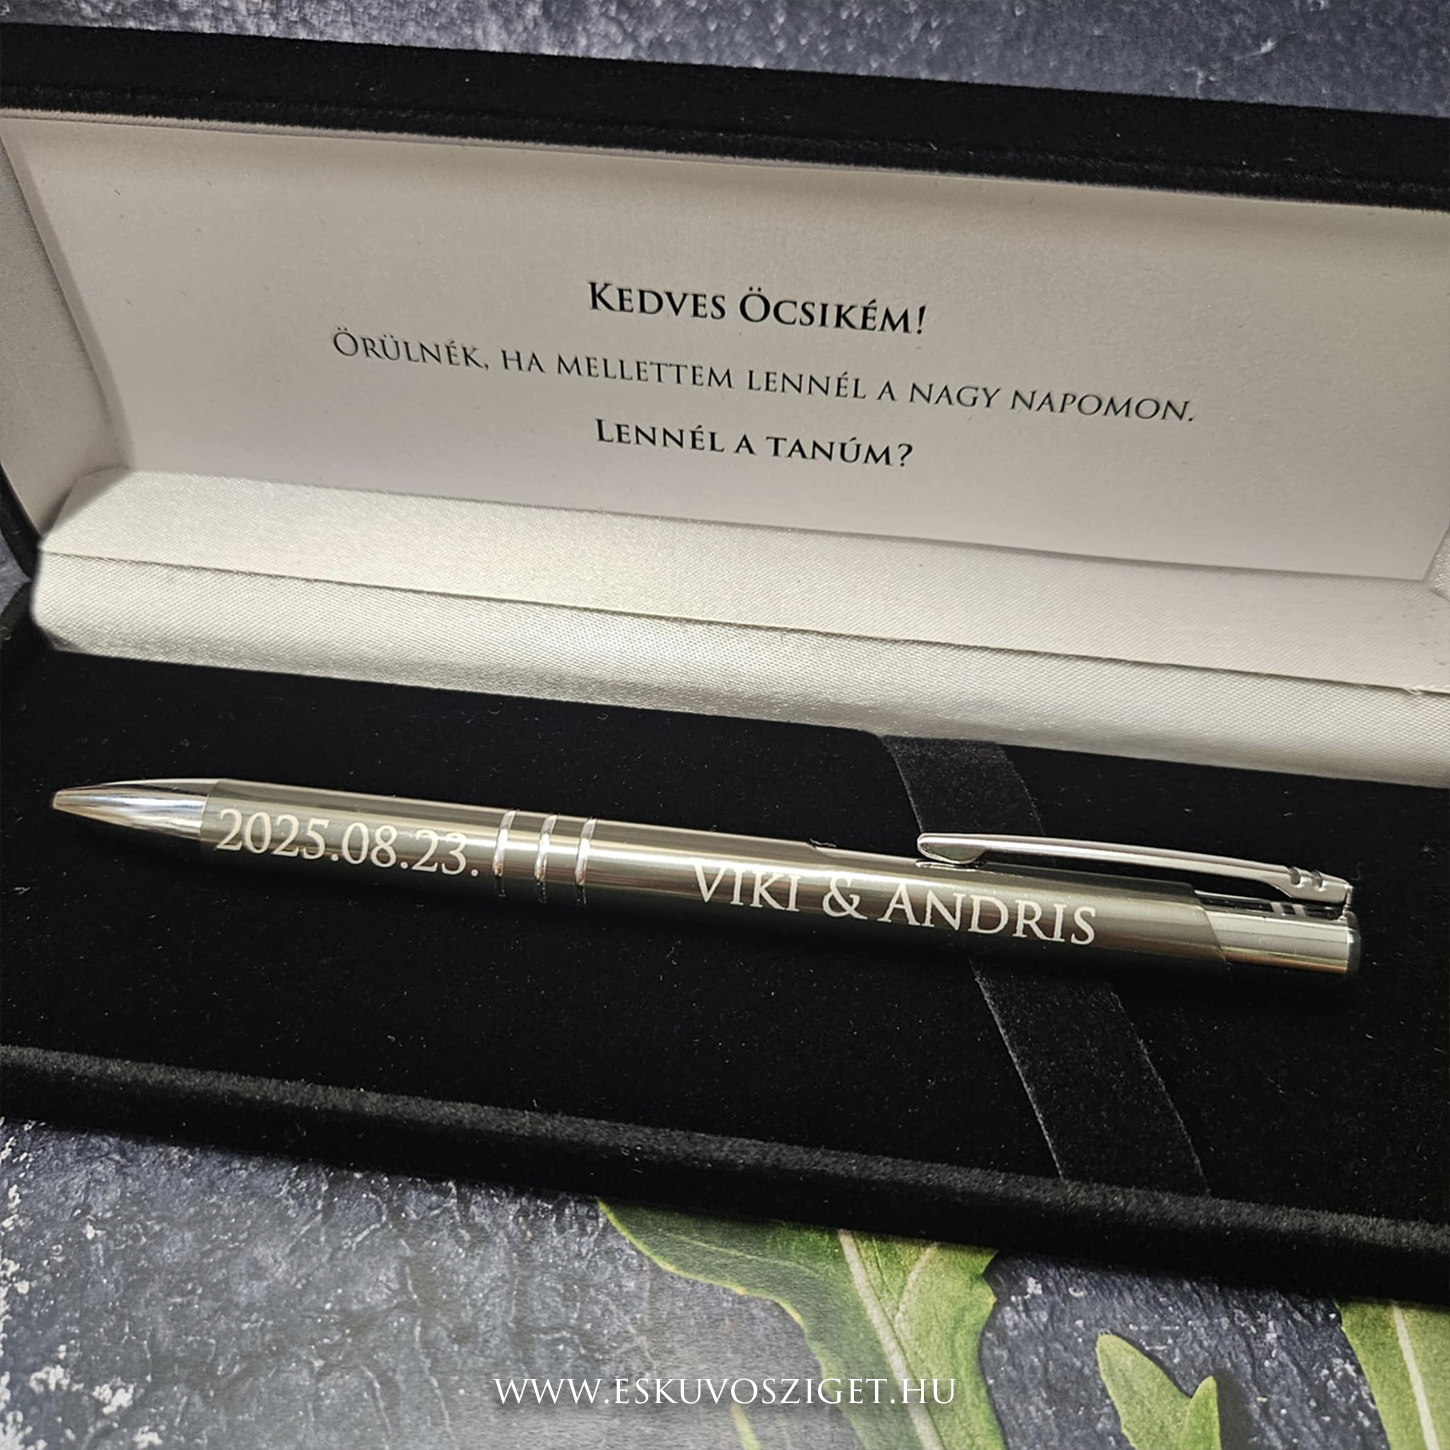 KEDVES ÖCSIKÉM!
ÖRÜLNÉK, HA MELLETTEM LENNÉL A NAGY NAPOMON.
LENNÉL A TANÚM?
2025.08.23.
VIKI & ANDRIS
WWW.ESKUVOSZIGET.HU